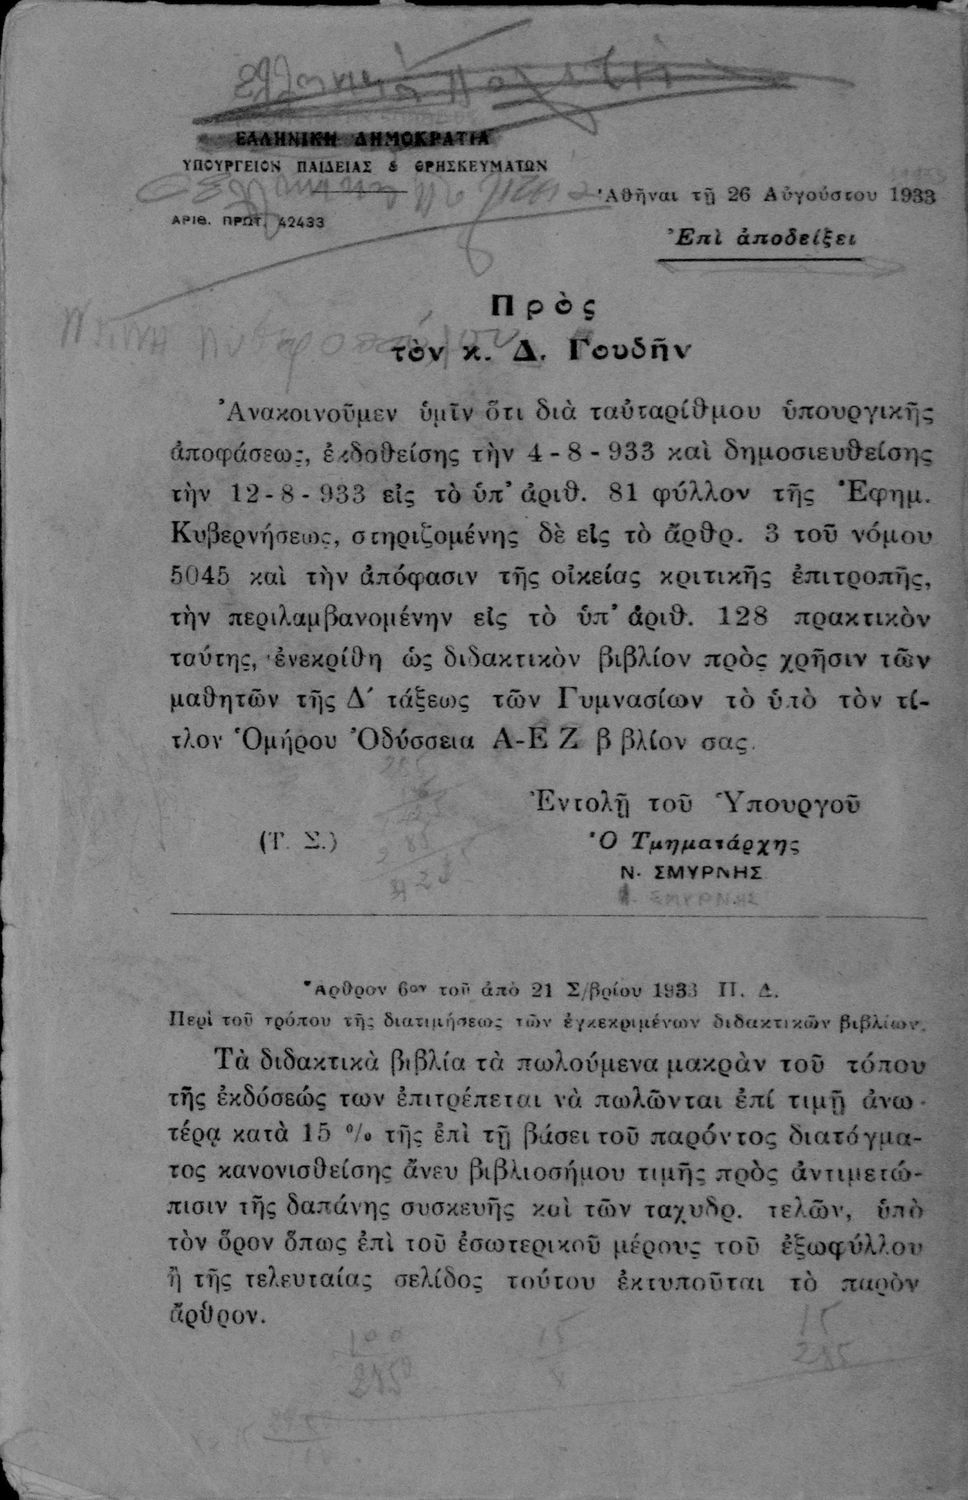 ΕΛΛΗΝΙΚΗ ΔΗΜΟΚΡΑΤΙΑ
ΥΠΟΥΡΓΕΙΟΝ ΠΑΙΔΕΙΑΣ & ΘΡΗΣΚΕΥΜΑΤΩΝ
Ἀθῆναι τῇ 26 Αὐγούστου 1933
ΑΡΙΘ. ΠΡΩΤ. 42433
Ἐπὶ ἀποδείξει
Πρὸς
τὸν κ. Δ. Γουδῆν
Ἀνακοινοῦμεν ὑμῖν ὅτι διὰ ταὐταρίθμου ὑπουργικῆς
ἀποφάσεως, ἐκδοθείσης τὴν 4-8-933 καὶ δημοσιευθείσης
τὴν 12-8-933 εἰς τὸ ὑπ' ἀριθ. 81 φύλλον τῆς Ἐφημ.
Κυβερνήσεως, στηριζομένης δὲ εἰς τὸ ἄρθρ. 3 τοῦ νόμου
5045 καὶ τὴν ἀπόφασιν τῆς οἰκείας κριτικῆς ἐπιτροπῆς,
τὴν περιλαμβανομένην εἰς τὸ ὑπ' ἀριθ. 128 πρακτικὸν
ταύτης, ἐνεκρίθη ὡς διδακτικὸν βιβλίον πρὸς χρῆσιν τῶν
μαθητῶν τῆς Δ΄ τάξεως τῶν Γυμνασίων τὸ ὑπὸ τὸν τί-
τλον Ὁμήρου Ὀδύσσεια Α-Ε Ζ β βλίον σας.
Ἐντολῇ τοῦ Ὑπουργοῦ
(Τ. Σ.)
Ὁ Τμηματάρχης
Ν. ΣΜΥΡΝΗΣ
Ἄρθρον 6ον τοῦ ἀπὸ 21 Σ/βρίου 1933 Π. Δ.
Περὶ τοῦ τρόπου τῆς διατιμήσεως τῶν ἐγκεκριμένων διδακτικῶν βιβλίων.
Τὰ διδακτικὰ βιβλία τὰ πωλούμενα μακρὰν τοῦ τόπου
τῆς ἐκδόσεώς των ἐπιτρέπεται νὰ πωλῶνται ἐπί τιμῇ ἀνω-
τέρᾳ κατὰ 15 % τῆς ἐπὶ τῇ βάσει τοῦ παρόντος διατάγμα-
τος κανονισθείσης ἄνευ βιβλιοσήμου τιμῆς πρὸς ἀντιμετώ-
πισιν τῆς δαπάνης συσκευῆς καὶ τῶν ταχυδρ. τελῶν, ὑπὸ
τὸν ὅρον ὅπως ἐπὶ τοῦ ἐσωτερικοῦ μέρους τοῦ ἐξωφύλλου
ἢ τῆς τελευταίας σελίδος τούτου ἐκτυποῦται τὸ παρὸν
ἄρθρον.
100 15 15
285